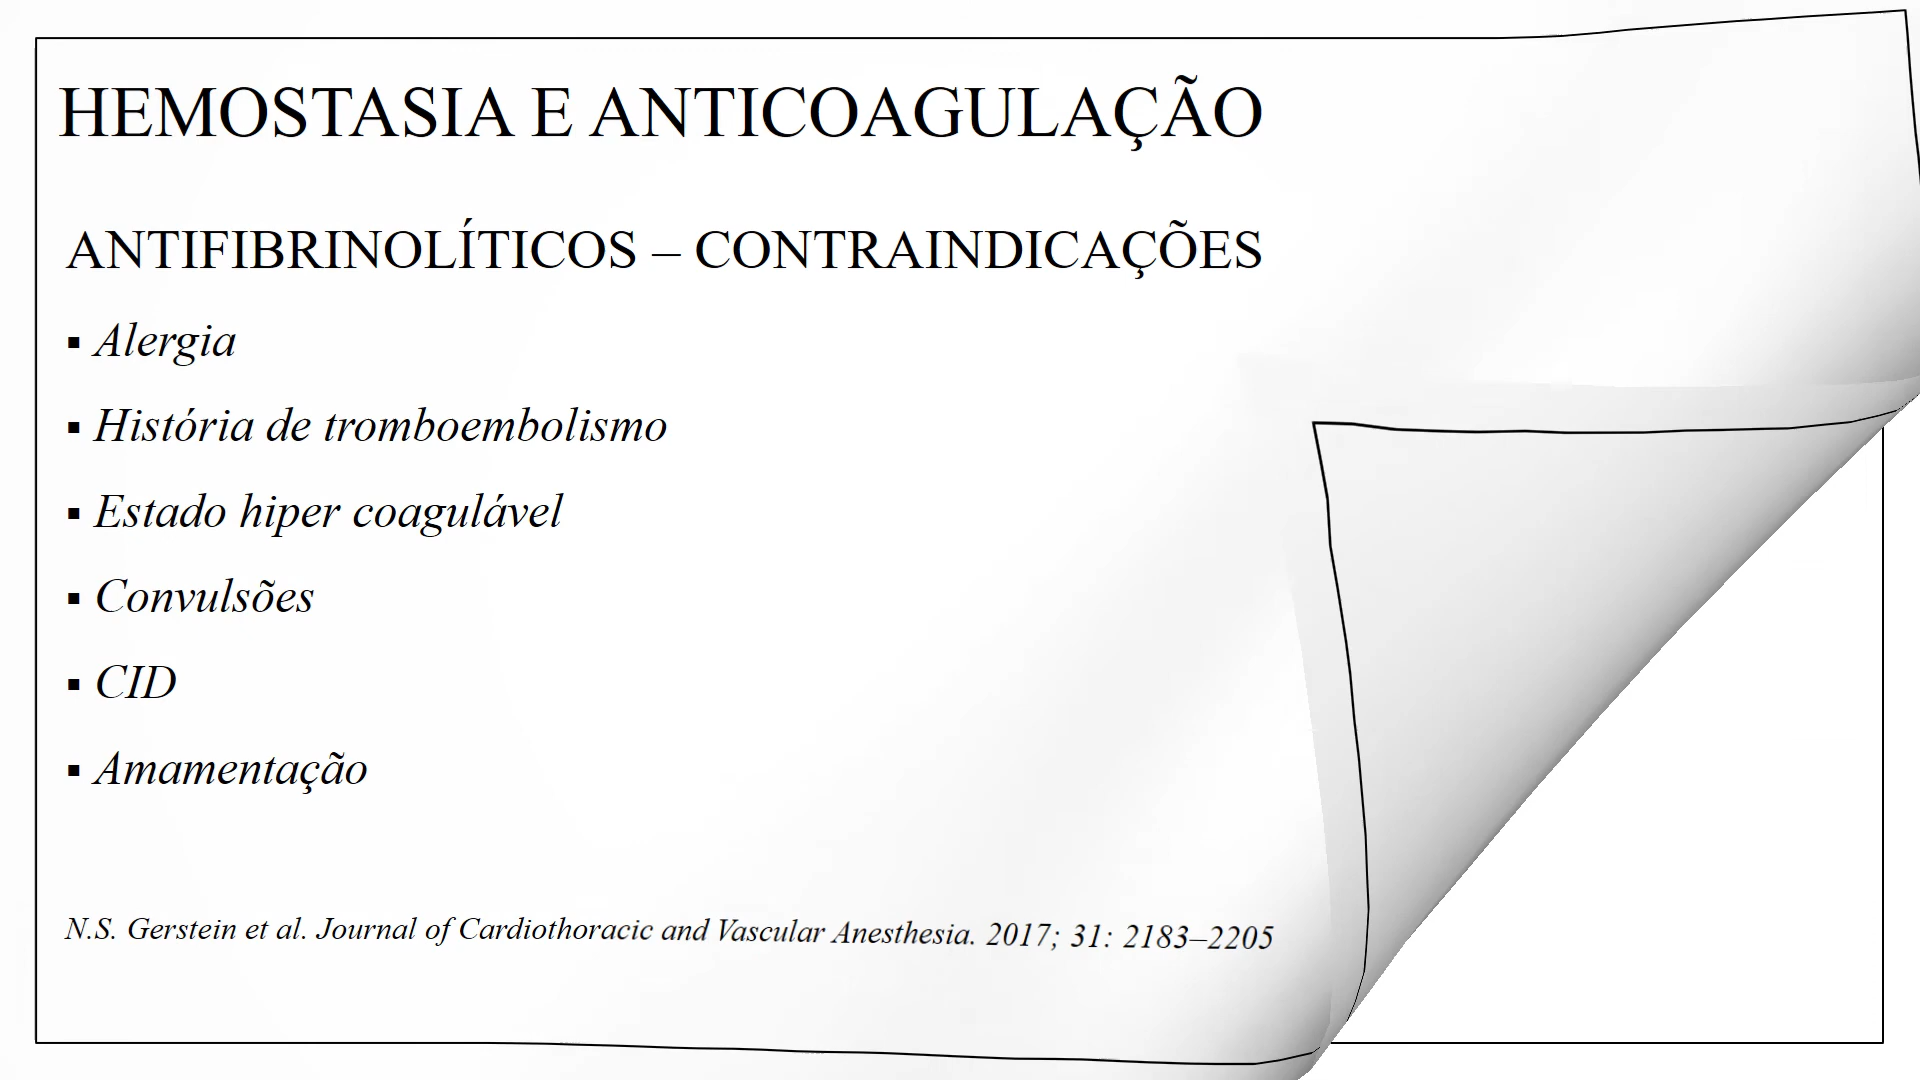 HEMOSTASIA E ANTICOAGULAÇÃO
ANTIFIBRINOLÍTICOS – CONTRAINDICAÇÕES
▪ Alergia
▪ História de tromboembolismo
▪ Estado hiper coagulável
▪ Convulsões
▪ CID
▪ Amamentação
N.S. Gerstein et al. Journal of Cardiothoracic and Vascular Anesthesia. 2017; 31: 2183–2205